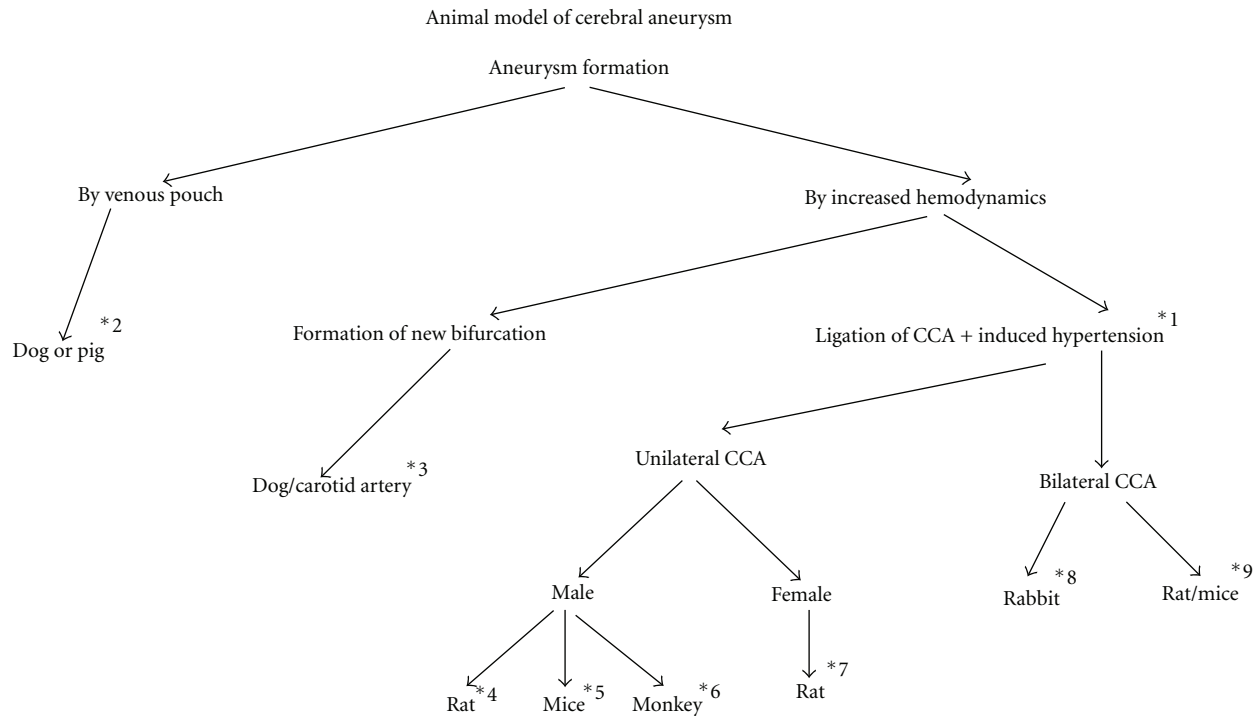 Animal model of cerebral aneurysm
Aneurysm formation
By venous pouch
By increased hemodynamics
Dog or pig *2
Formation of new bifurcation
Ligation of CCA + induced hypertension *1
Dog/carotid artery *3
Unilateral CCA
Bilateral CCA
Male
Female
Rabbit *8
Rat/mice *9
Rat *4
Mice *5
Monkey *6
Rat *7